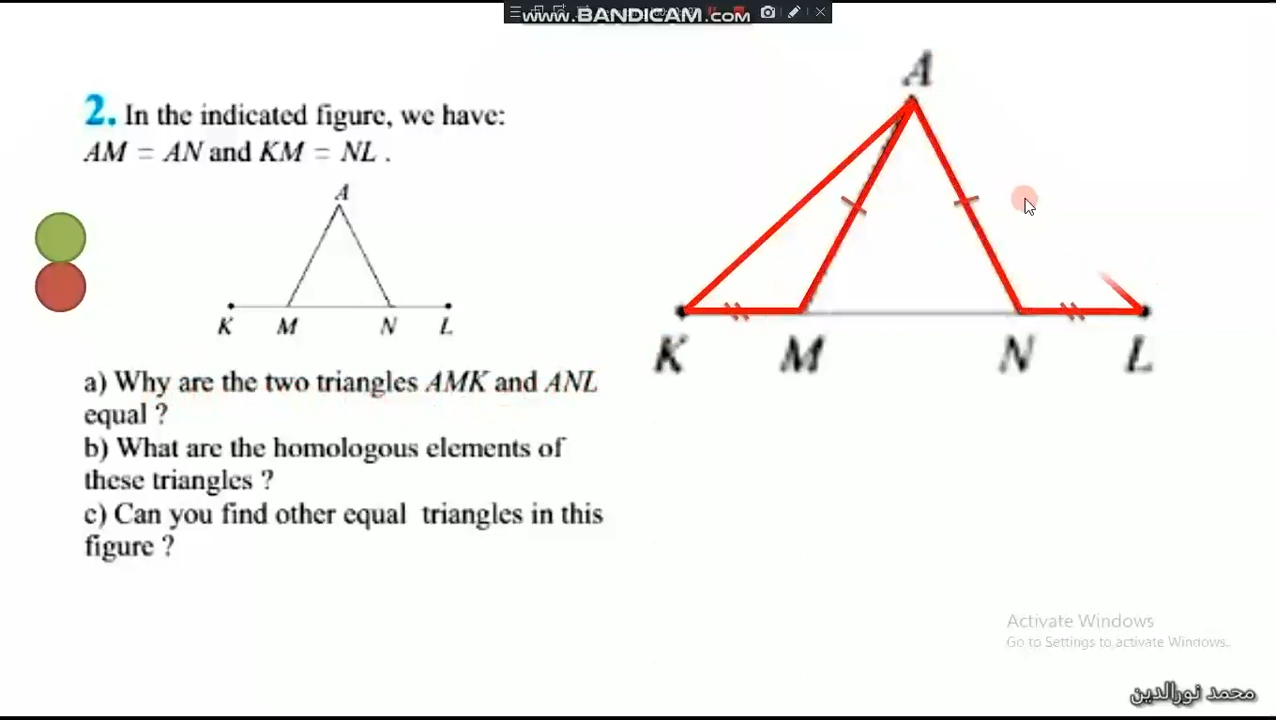 www.BANDICAM.com
2. In the indicated figure, we have:
AM = AN and KM = NL .
A
K M N L
a) Why are the two triangles AMK and ANL
equal ?
b) What are the homologous elements of
these triangles ?
c) Can you find other equal triangles in this
figure ?
A
K M N L
Activate Windows
Go to Settings to activate Windows.
محمد نورالدين